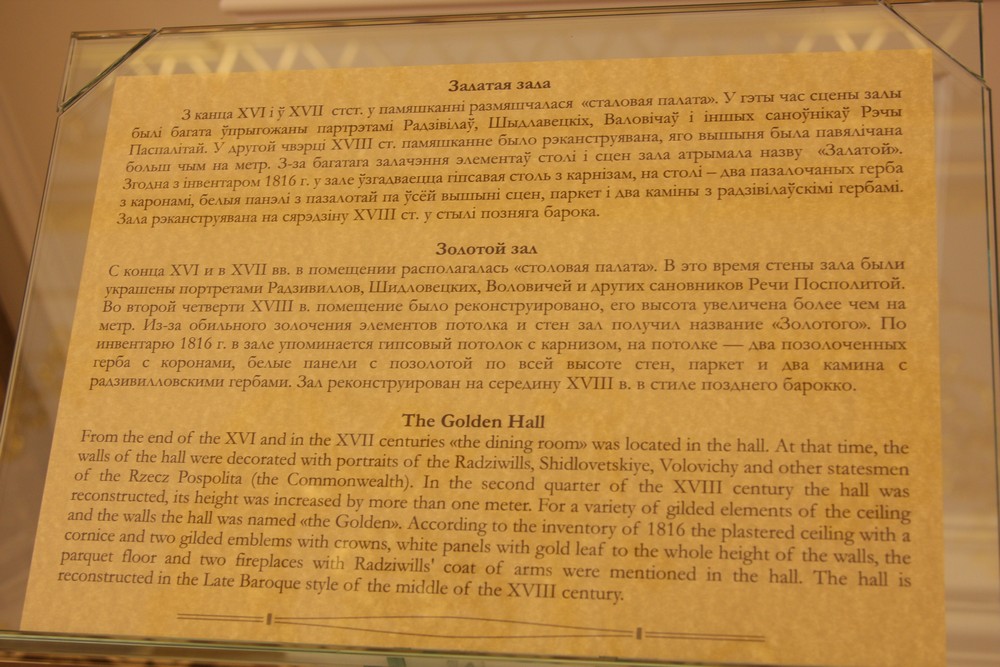 Залатая зала
З канца XVI і ў XVII стст. у памяшканні размяшчалася «сталовая палата». У гэты час сцены залы
былі багата ўпрыгожаны партрэтамі Радзівілаў, Шыдлавецкіх, Валовічаў і іншых саноўнікаў Рэчы
Паспалітай. У другой чвэрці XVIII ст. памяшканне было рэканструявана, яго вышыня была павялічана
больш чым на метр. З-за багатага залачэння элементаў столі і сцен зала атрымала назву «Залатой».
Згодна з інвентаром 1816 г. у зале ўзгадваецца гіпсавая столь з карнізам, на столі – два пазалочаных герба
з каронамі, белыя панэлі з пазалотай па ўсёй вышыні сцен, паркет і два каміны з радзівілаўскімі гербамі.
Зала рэканструявана на сярэдзіну XVIII ст. у стылі позняга барока.
Золотой зал
С конца XVI и в XVII вв. в помещении располагалась «столовая палата». В это время стены зала были
украшены портретами Радзивиллов, Шидловецких, Воловичей и других сановников Речи Посполитой.
Во второй четверти XVIII в. помещение было реконструировано, его высота увеличена более чем на
метр. Из-за обильного золочения элементов потолка и стен зал получил название «Золотого». По
инвентарю 1816 г. в зале упоминается гипсовый потолок с карнизом, на потолке — два позолоченных
герба с коронами, белые панели с позолотой по всей высоте стен, паркет и два камина с
радзивилловскими гербами. Зал реконструирован на середину XVIII в. в стиле позднего барокко.
The Golden Hall
From the end of the XVI and in the XVII centuries «the dining room» was located in the hall. At that time, the
walls of the hall were decorated with portraits of the Radziwills, Shidlovetskiye, Volovichy and other statesmen
of the Rzecz Pospolita (the Commonwealth). In the second quarter of the XVIII century the hall was
reconstructed, its height was increased by more than one meter. For a variety of gilded elements of the ceiling
and the walls the hall was named «the Golden». According to the inventory of 1816 the plastered ceiling with a
cornice and two gilded emblems with crowns, white panels with gold leaf to the whole height of the walls, the
parquet floor and two fireplaces with Radziwills' coat of arms were mentioned in the hall. The hall is
reconstructed in the Late Baroque style of the middle of the XVIII century.